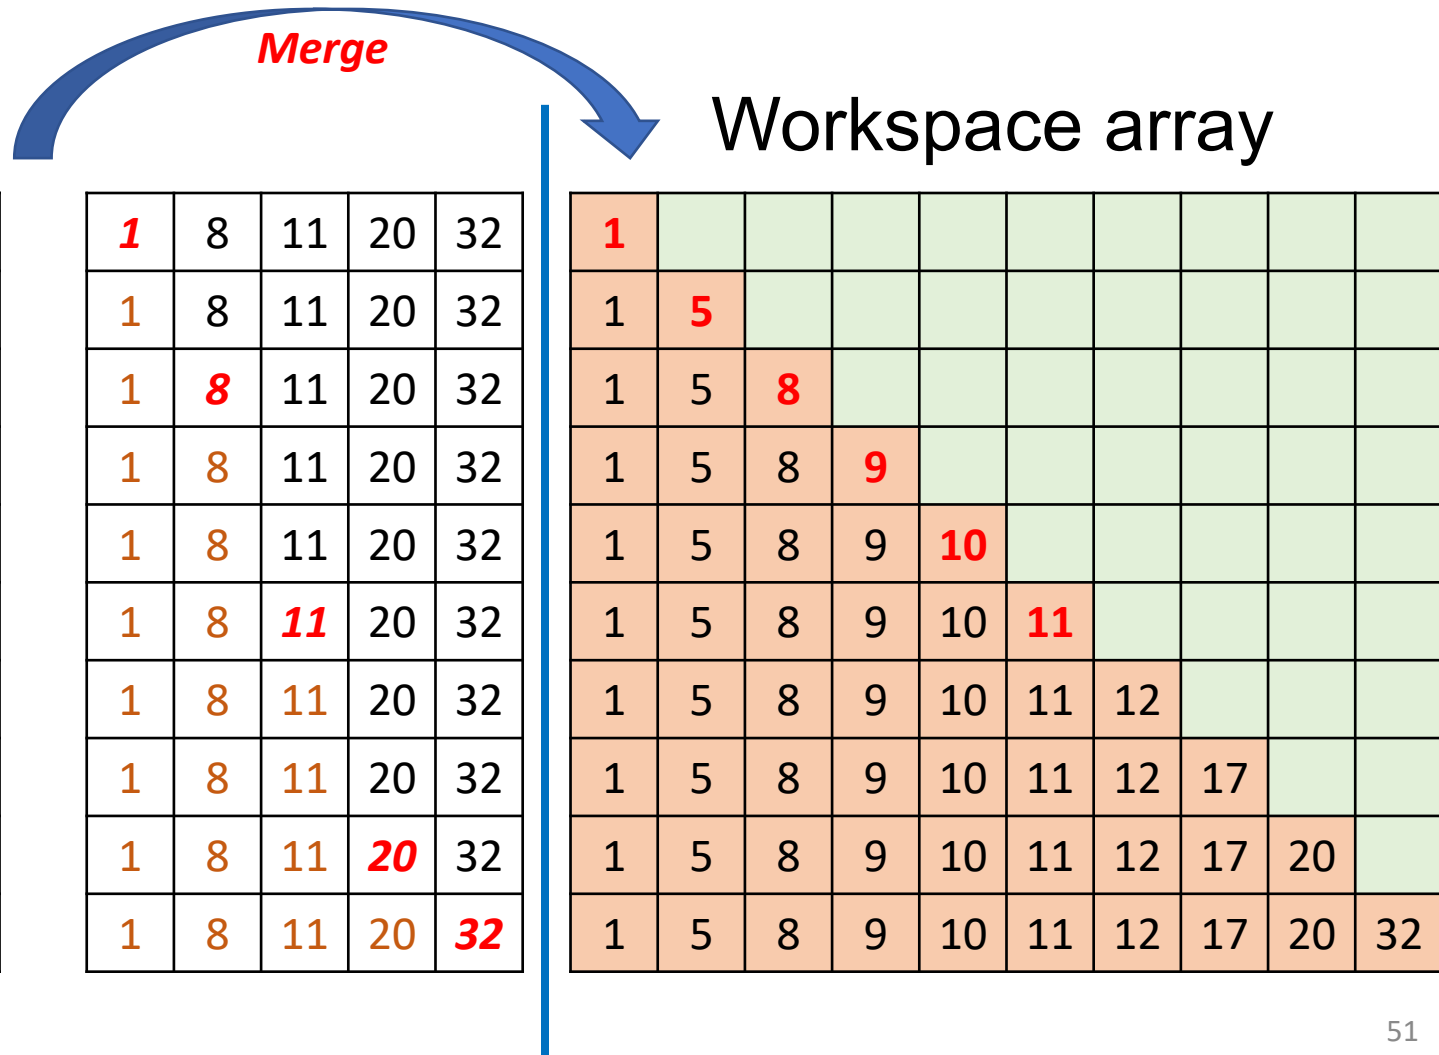 Merge
Workspace array
1 8 11 20 32 1
1 8 11 20 32 1 5
1 8 11 20 32 1 5 8
1 8 11 20 32 1 5 8 9
1 8 11 20 32 1 5 8 9 10
1 8 11 20 32 1 5 8 9 10 11
1 8 11 20 32 1 5 8 9 10 11 12
1 8 11 20 32 1 5 8 9 10 11 12 17
1 8 11 20 32 1 5 8 9 10 11 12 17 20
1 8 11 20 32 1 5 8 9 10 11 12 17 20 32
51